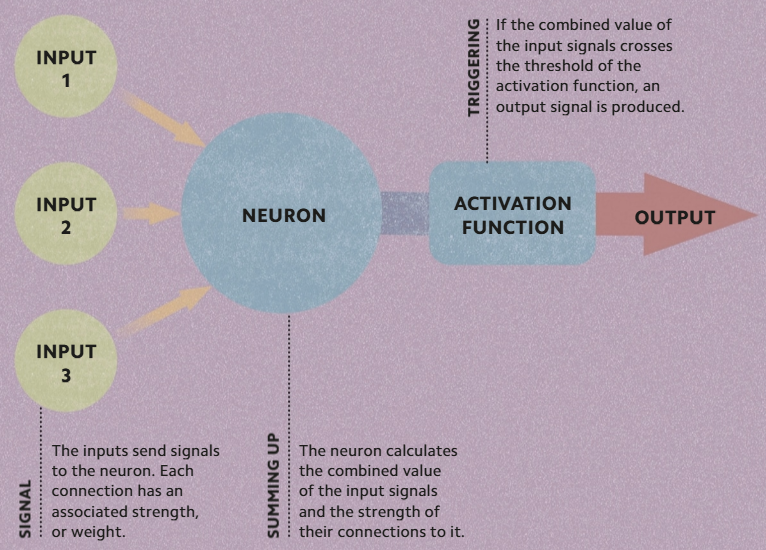 INPUT
1
INPUT
2
INPUT
3
NEURON
ACTIVATION
FUNCTION
OUTPUT
TRIGGERING
If the combined value of
the input signals crosses
the threshold of the
activation function, an
output signal is produced.
SIGNAL
The inputs send signals
to the neuron. Each
connection has an
associated strength,
or weight.
SUMMING UP
The neuron calculates
the combined value
of the input signals
and the strength of
their connections to it.